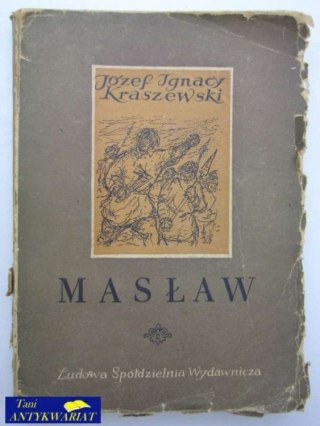 Józef Ignacy
Kraszewski
MASŁAW
Ludowa Spółdzielnia Wydawnicza
Tani
ANTYKWARIAT